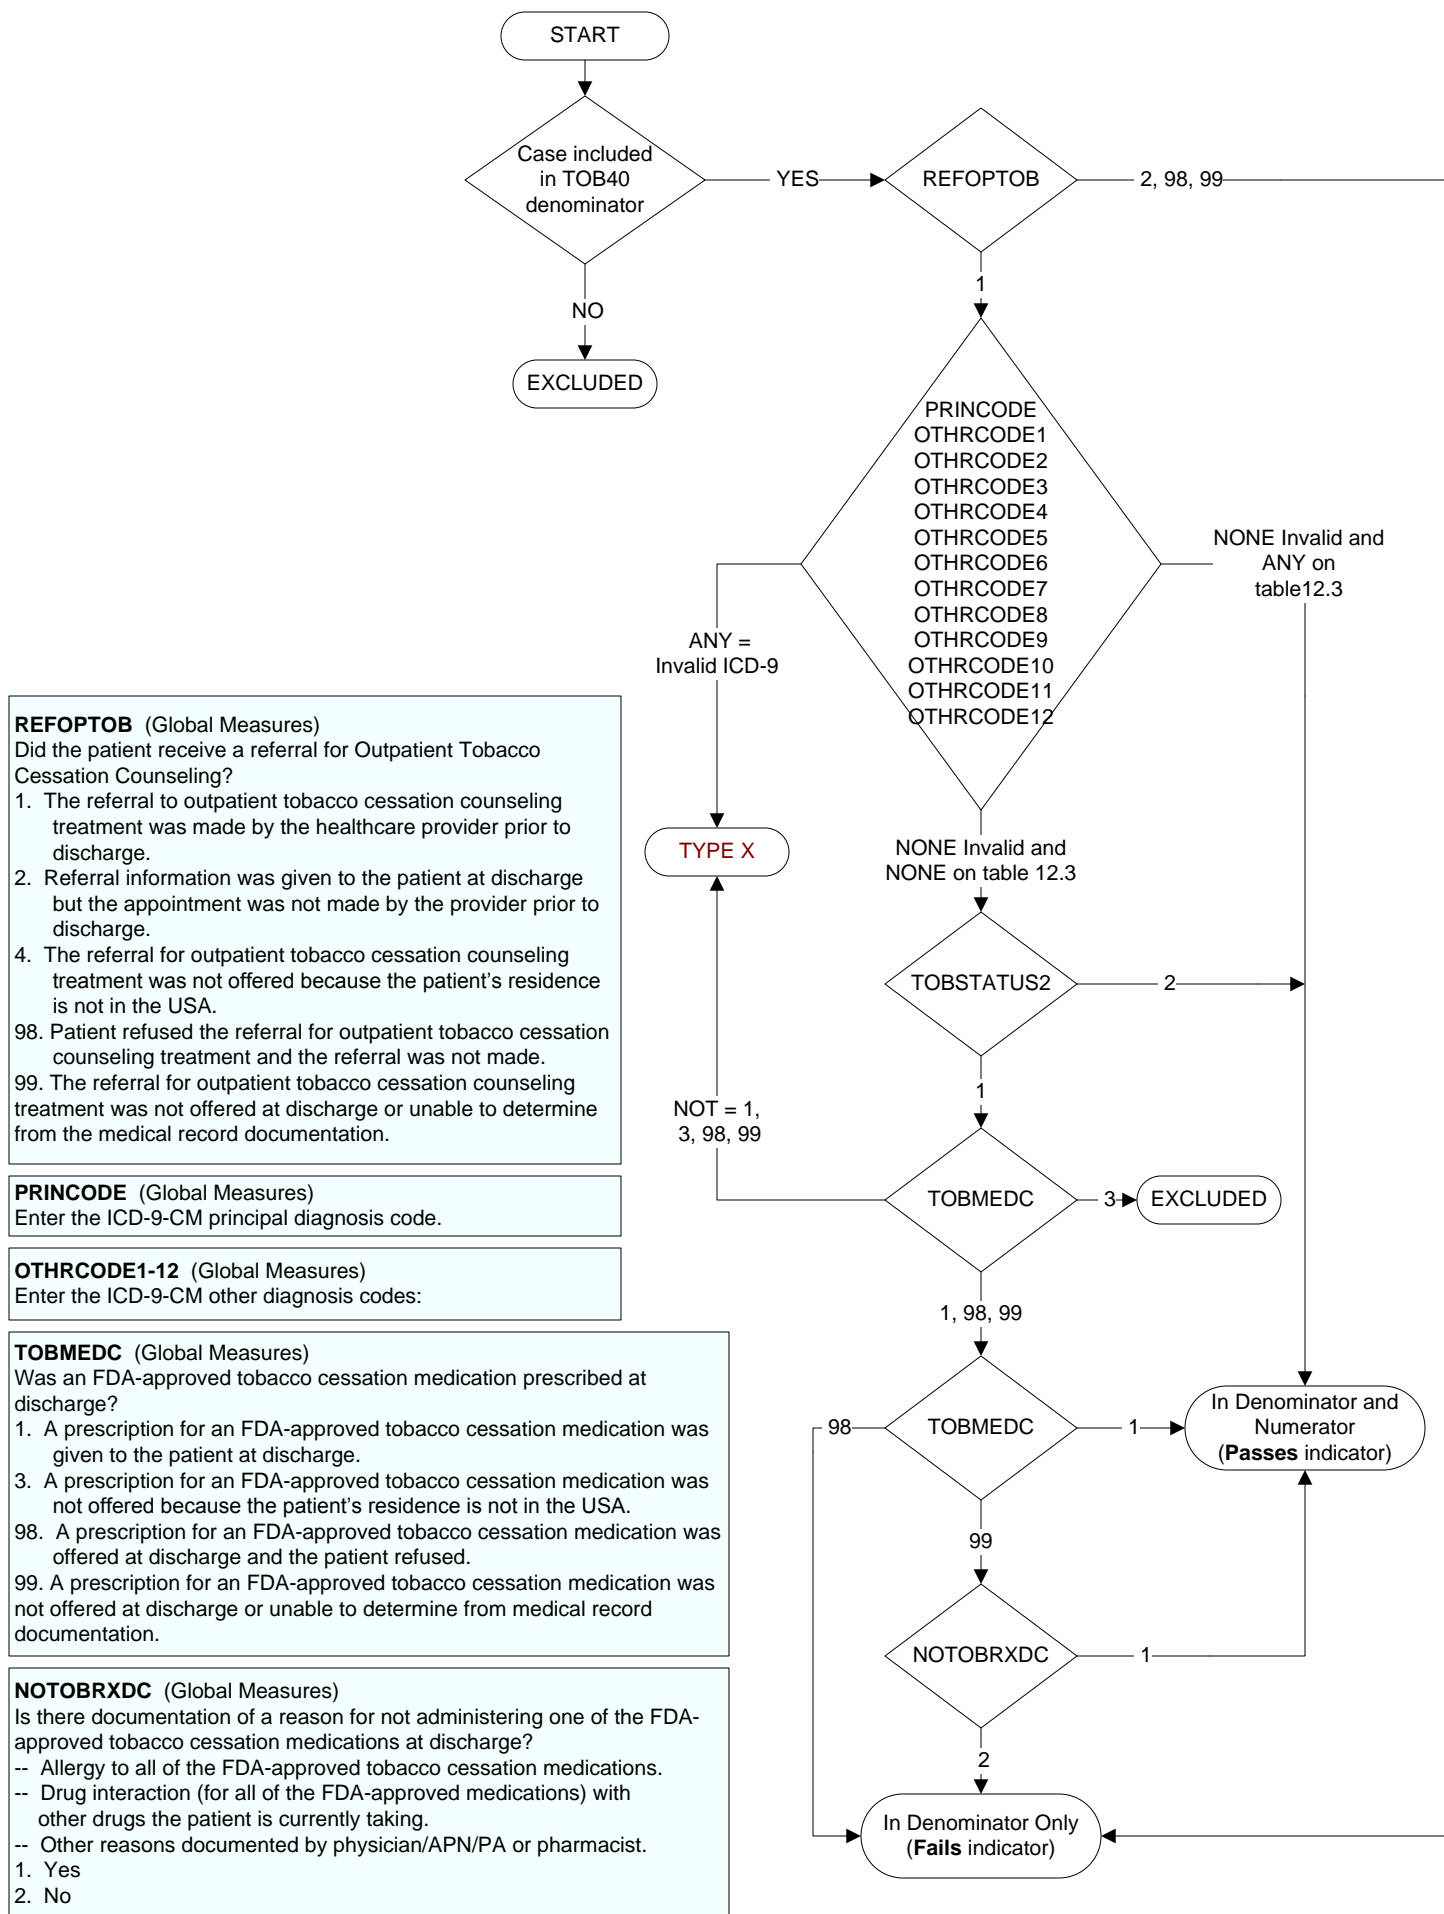 START
Case included
in TOB40
denominator
YES
REFOPTOB
2, 98, 99
1
NO
EXCLUDED
PRINCODE
OTHRCODE1
OTHRCODE2
OTHRCODE3
OTHRCODE4
OTHRCODE5
OTHRCODE6
OTHRCODE7
OTHRCODE8
OTHRCODE9
OTHRCODE10
OTHRCODE11
OTHRCODE12
NONE Invalid and
ANY on
table12.3
ANY =
Invalid ICD-9
TYPE X
NONE Invalid and
NONE on table 12.3
TOBSTATUS2
2
1
NOT = 1,
3, 98, 99
TOBMEDC
3
EXCLUDED
1, 98, 99
TOBMEDC
98
1
In Denominator and
Numerator
(Passes indicator)
99
NOTOBRXDC
1
2
In Denominator Only
(Fails indicator)
REFOPTOB (Global Measures)
Did the patient receive a referral for Outpatient Tobacco
Cessation Counseling?
1. The referral to outpatient tobacco cessation counseling
treatment was made by the healthcare provider prior to
discharge.
2. Referral information was given to the patient at discharge
but the appointment was not made by the provider prior to
discharge.
4. The referral for outpatient tobacco cessation counseling
treatment was not offered because the patient's residence
is not in the USA.
98. Patient refused the referral for outpatient tobacco cessation
counseling treatment and the referral was not made.
99. The referral for outpatient tobacco cessation counseling
treatment was not offered at discharge or unable to determine
from the medical record documentation.
PRINCODE (Global Measures)
Enter the ICD-9-CM principal diagnosis code.
OTHRCODE1-12 (Global Measures)
Enter the ICD-9-CM other diagnosis codes:
TOBMEDC (Global Measures)
Was an FDA-approved tobacco cessation medication prescribed at
discharge?
1. A prescription for an FDA-approved tobacco cessation medication was
given to the patient at discharge.
3. A prescription for an FDA-approved tobacco cessation medication was
not offered because the patient's residence is not in the USA.
98. A prescription for an FDA-approved tobacco cessation medication was
offered at discharge and the patient refused.
99. A prescription for an FDA-approved tobacco cessation medication was
not offered at discharge or unable to determine from medical record
documentation.
NOTOBRXDC (Global Measures)
Is there documentation of a reason for not administering one of the FDA-
approved tobacco cessation medications at discharge?
-- Allergy to all of the FDA-approved tobacco cessation medications.
-- Drug interaction (for all of the FDA-approved medications) with
other drugs the patient is currently taking.
-- Other reasons documented by physician/APN/PA or pharmacist.
1. Yes
2. No